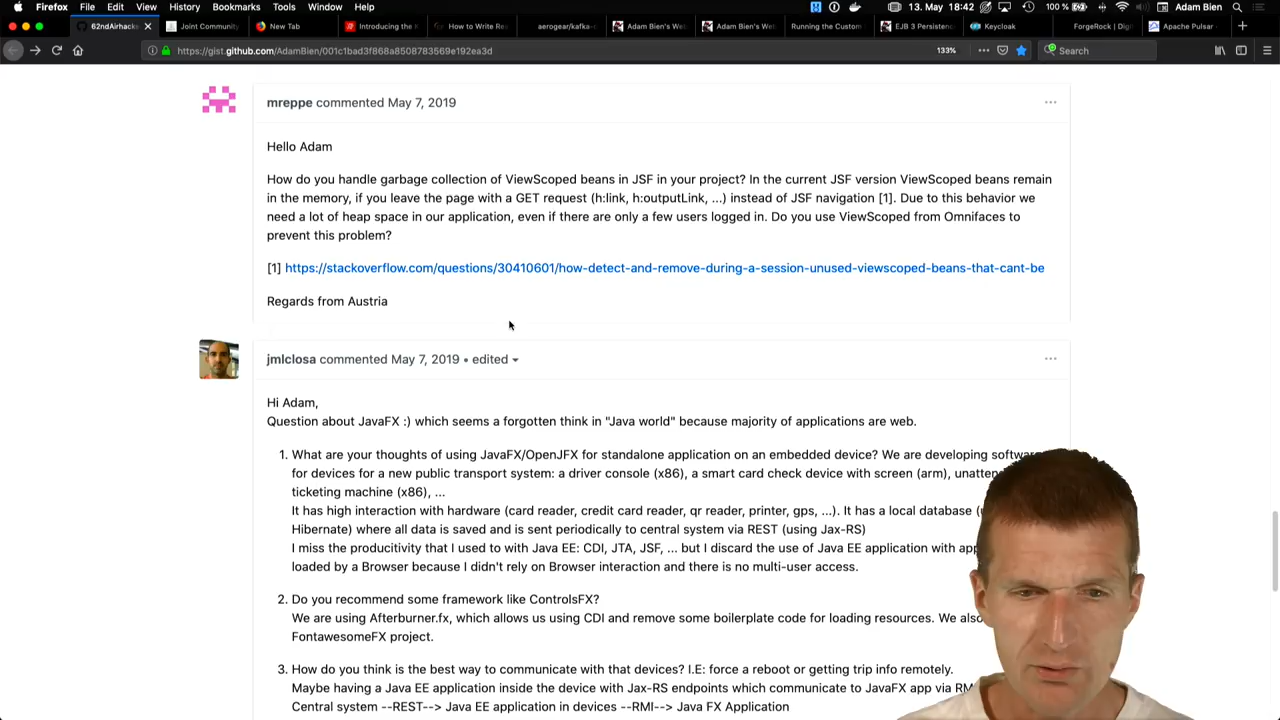 Firefox File Edit View History Bookmarks Tools Window Help 13. May 18:42 100 % Adam Bien
62ndAirhacks Joint Community New Tab Introducing the How to Write Re aerogear/kafka- Adam Bien's Web Adam Bien's Web Running the Custom EJB 3 Persistenc Keycloak ForgeRock | Digi Apache Pulsar
https://gist.github.com/AdamBien/001c1bad3f868a8508783569e192ea3d 133% Search
mreppe commented May 7, 2019
Hello Adam
How do you handle garbage collection of ViewScoped beans in JSF in your project? In the current JSF version ViewScoped beans remain
in the memory, if you leave the page with a GET request (h:link, h:outputLink, ...) instead of JSF navigation [1]. Due to this behavior we
need a lot of heap space in our application, even if there are only a few users logged in. Do you use ViewScoped from Omnifaces to
prevent this problem?
[1] https://stackoverflow.com/questions/30410601/how-detect-and-remove-during-a-session-unused-viewscoped-beans-that-cant-be
Regards from Austria
jmlclosa commented May 7, 2019 • edited
Hi Adam,
Question about JavaFX :) which seems a forgotten think in "Java world" because majority of applications are web.
1. What are your thoughts of using JavaFX/OpenJFX for standalone application on an embedded device? We are developing software
for devices for a new public transport system: a driver console (x86), a smart card check device with screen (arm), unatten
ticketing machine (x86), ...
It has high interaction with hardware (card reader, credit card reader, qr reader, printer, gps, ...). It has a local database (
Hibernate) where all data is saved and is sent periodically to central system via REST (using Jax-RS)
I miss the producitivity that I used to with Java EE: CDI, JTA, JSF, ... but I discard the use of Java EE application with app
loaded by a Browser because I didn't rely on Browser interaction and there is no multi-user access.
2. Do you recommend some framework like ControlsFX?
We are using Afterburner.fx, which allows us using CDI and remove some boilerplate code for loading resources. We also
FontawesomeFX project.
3. How do you think is the best way to communicate with that devices? I.E: force a reboot or getting trip info remotely.
Maybe having a Java EE application inside the device with Jax-RS endpoints which communicate to JavaFX app via RM
Central system --REST--> Java EE application in devices --RMI--> Java FX Application